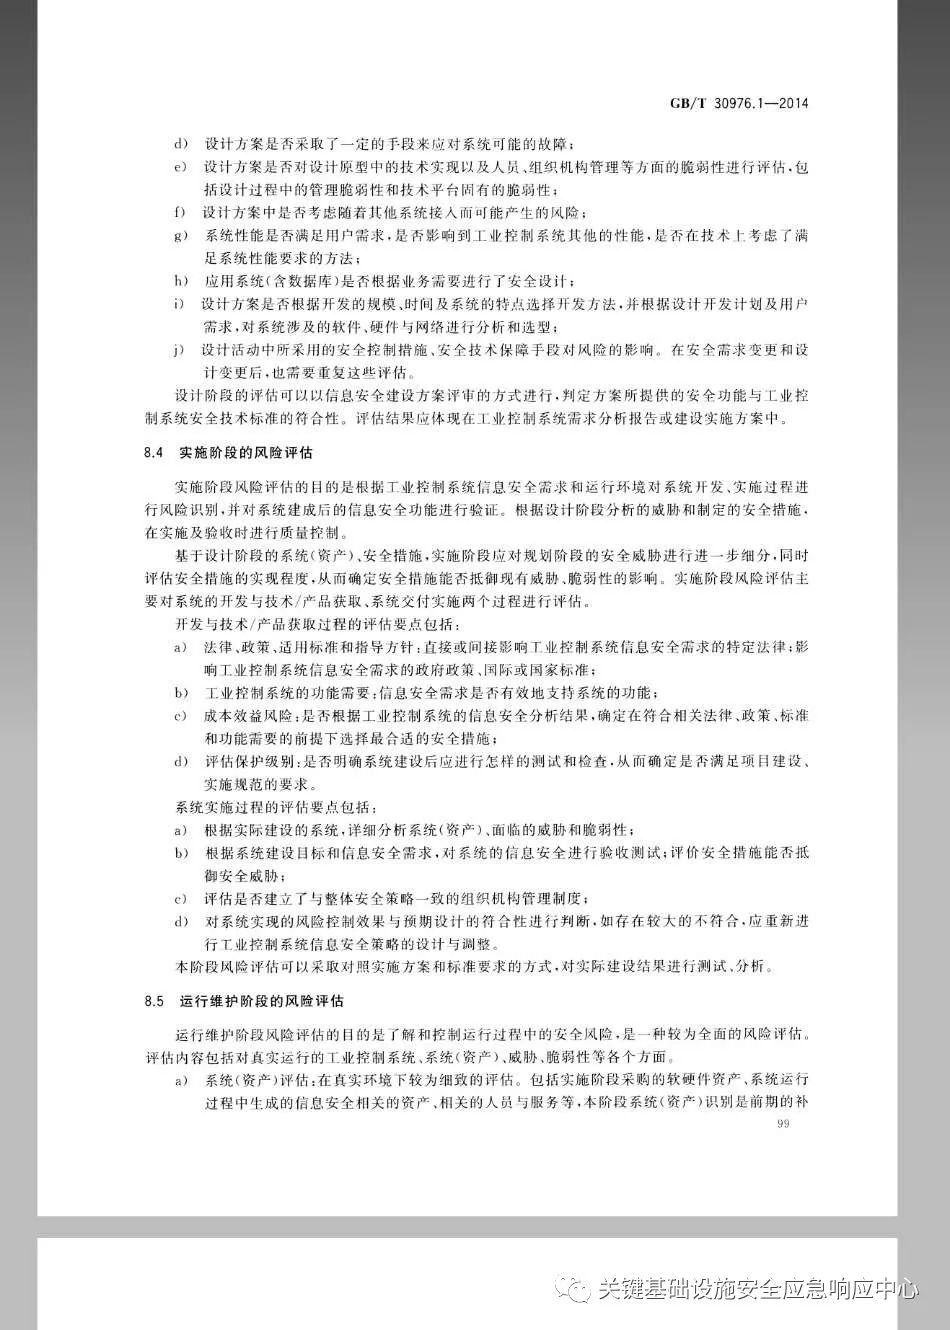 GB/T 30976.1—2014
d) 设计方案是否采取了一定的手段来应对系统可能的故障;
e) 设计方案是否对设计原型中的技术实现以及人员、组织机构管理等方面的脆弱性进行评估,包
括设计过程中的管理脆弱性和技术平台固有的脆弱性;
f) 设计方案中是否考虑随着其他系统接入而可能产生的风险;
g) 系统性能是否满足用户需求,是否影响到工业控制系统其他的性能,是否在技术上考虑了满
足系统性能要求的方法;
h) 应用系统(含数据库)是否根据业务需要进行了安全设计;
i) 设计方案是否根据开发的规模、时间及系统的特点选择开发方法,并根据设计开发计划及用户
需求,对系统涉及的软件、硬件与网络进行分析和选型;
j) 设计活动中所采用的安全控制措施、安全技术保障手段对风险的影响。在安全需求变更和设
计变更后,也需要重复这些评估。
设计阶段的评估可以以信息安全建设方案评审的方式进行,判定方案所提供的安全功能与工业控
制系统安全技术标准的符合性。评估结果应体现在工业控制系统需求分析报告或建设实施方案中。
8.4 实施阶段的风险评估
实施阶段风险评估的目的是根据工业控制系统信息安全需求和运行环境对系统开发、实施过程进
行风险识别,并对系统建成后的信息安全功能进行验证。根据设计阶段分析的威胁和制定的安全措施,
在实施及验收时进行质量控制。
基于设计阶段的系统(资产)、安全措施,实施阶段应对规划阶段的安全威胁进行进一步细分,同时
评估安全措施的实现程度,从而确定安全措施能否抵御现有威胁、脆弱性的影响。实施阶段风险评估主
要对系统的开发与技术/产品获取、系统交付实施两个过程进行评估。
开发与技术/产品获取过程的评估要点包括:
a) 法律、政策、适用标准和指导方针:直接或间接影响工业控制系统信息安全需求的特定法律;影
响工业控制系统信息安全需求的政府政策、国际或国家标准;
b) 工业控制系统的功能需要:信息安全需求是否有效地支持系统的功能;
c) 成本效益风险:是否根据工业控制系统的信息安全分析结果,确定在符合相关法律、政策、标准
和功能需要的前提下选择最合适的安全措施;
d) 评估保护级别:是否明确系统建设后应进行怎样的测试和检查,从而确定是否满足项目建设、
实施规范的要求。
系统实施过程的评估要点包括:
a) 根据实际建设的系统,详细分析系统(资产)、面临的威胁和脆弱性;
b) 根据系统建设目标和信息安全需求,对系统的信息安全进行验收测试;评价安全措施能否抵
御安全威胁;
c) 评估是否建立了与整体安全策略一致的组织机构管理制度;
d) 对系统实现的风险控制效果与预期设计的符合性进行判断,如存在较大的不符合,应重新进
行工业控制系统信息安全策略的设计与调整。
本阶段风险评估可以采取对照实施方案和标准要求的方式,对实际建设结果进行测试、分析。
8.5 运行维护阶段的风险评估
运行维护阶段风险评估的目的是了解和控制运行过程中的安全风险,是一种较为全面的风险评估。
评估内容包括对真实运行的工业控制系统、系统(资产)、威胁、脆弱性等各个方面。
a) 系统(资产)评估:在真实环境下较为细致的评估。包括实施阶段采购的软硬件资产、系统运行
过程中生成的信息安全相关的资产、相关的人员与服务等,本阶段系统(资产)识别是前期的补
99
关键基础设施安全应急响应中心